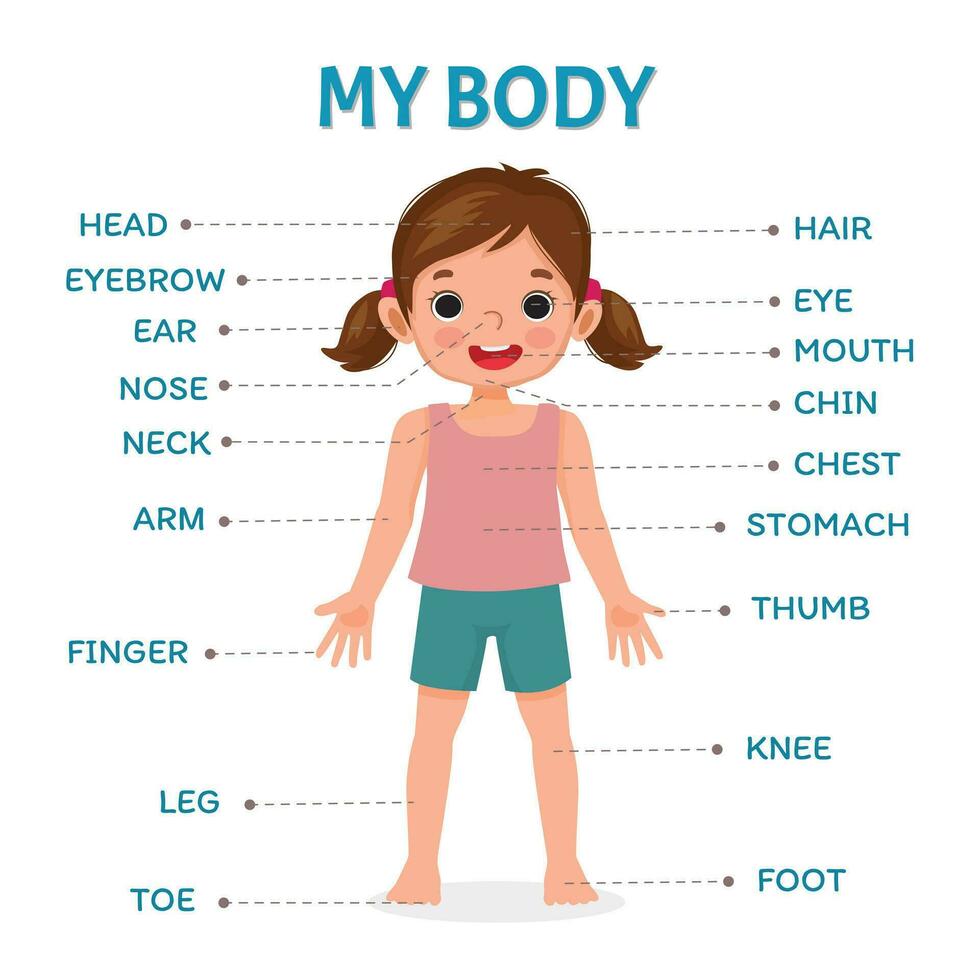 MY BODY
HEAD
EYEBROW
EAR
NOSE
NECK
ARM
FINGER
LEG
TOE
HAIR
EYE
MOUTH
CHIN
CHEST
STOMACH
THUMB
KNEE
FOOT